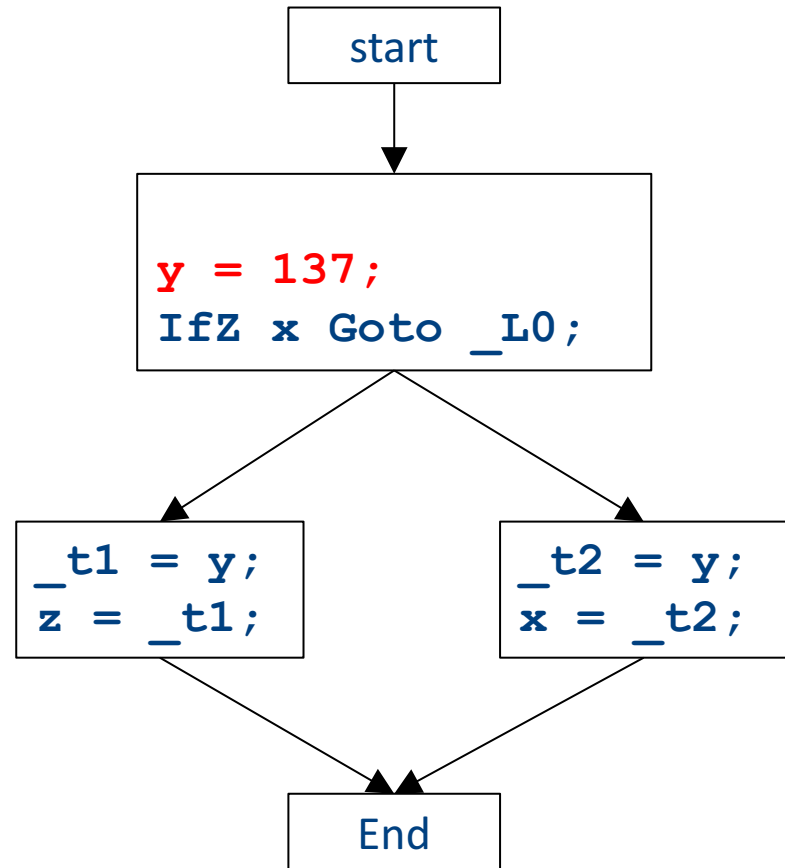 start
y = 137;
IfZ x Goto _L0;
_t1 = y;
z = _t1;
_t2 = y;
x = _t2;
End